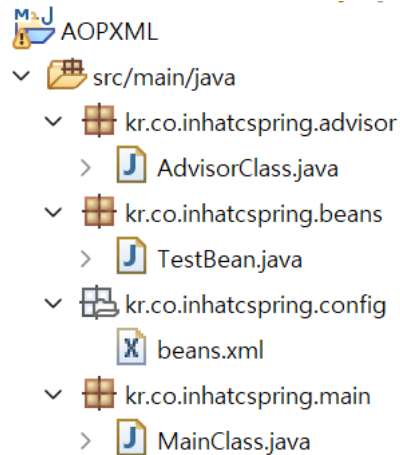 AOPXML
src/main/java
kr.co.inhatcspring.advisor
AdvisorClass.java
kr.co.inhatcspring.beans
TestBean.java
kr.co.inhatcspring.config
beans.xml
kr.co.inhatcspring.main
MainClass.java